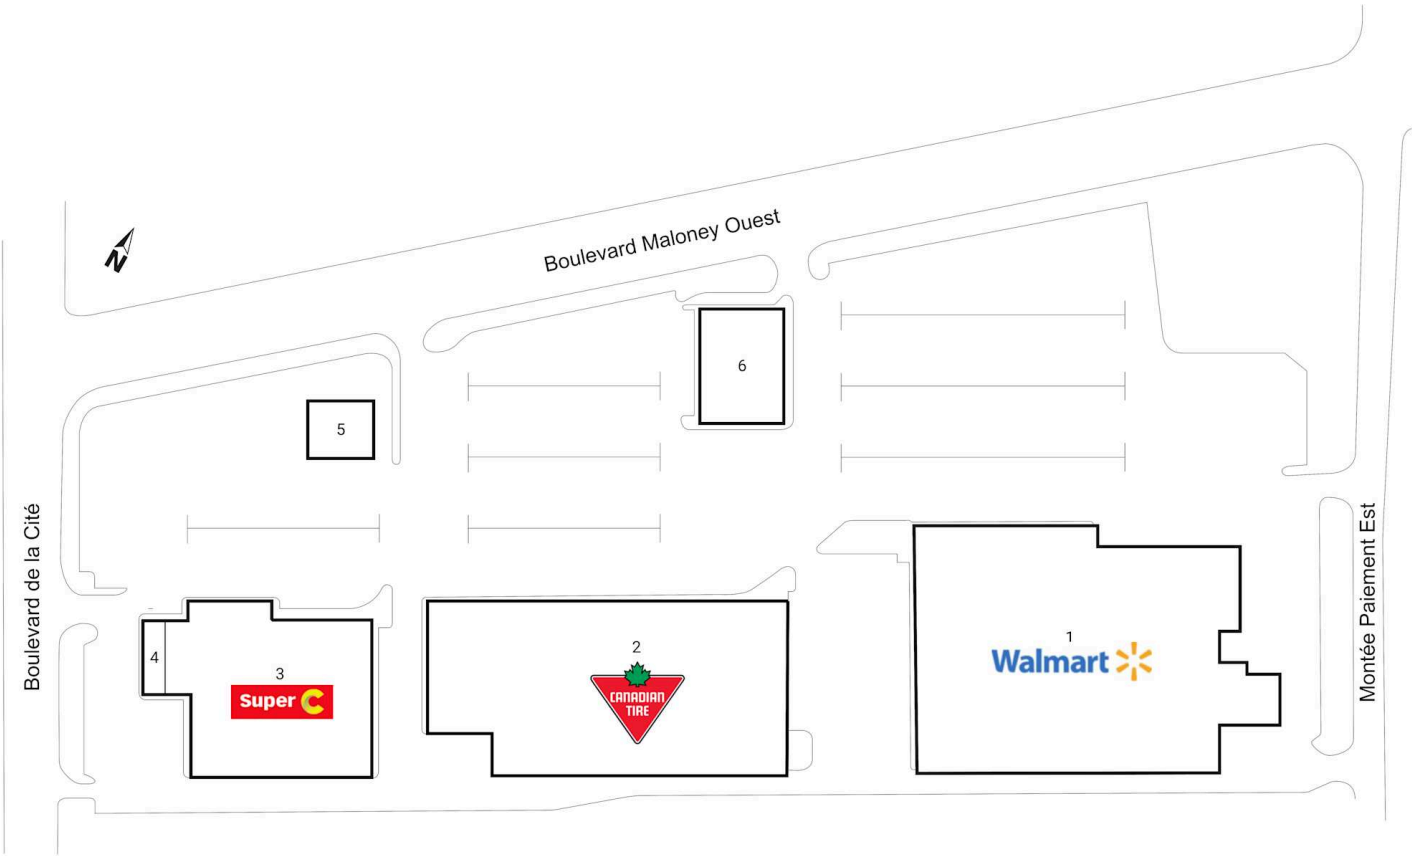 Boulevard Maloney Ouest
N
6
5
Boulevard de la Cité
Montée Paiement Est
1
Walmart
2
CANADIAN
TIRE
4
3
Super C